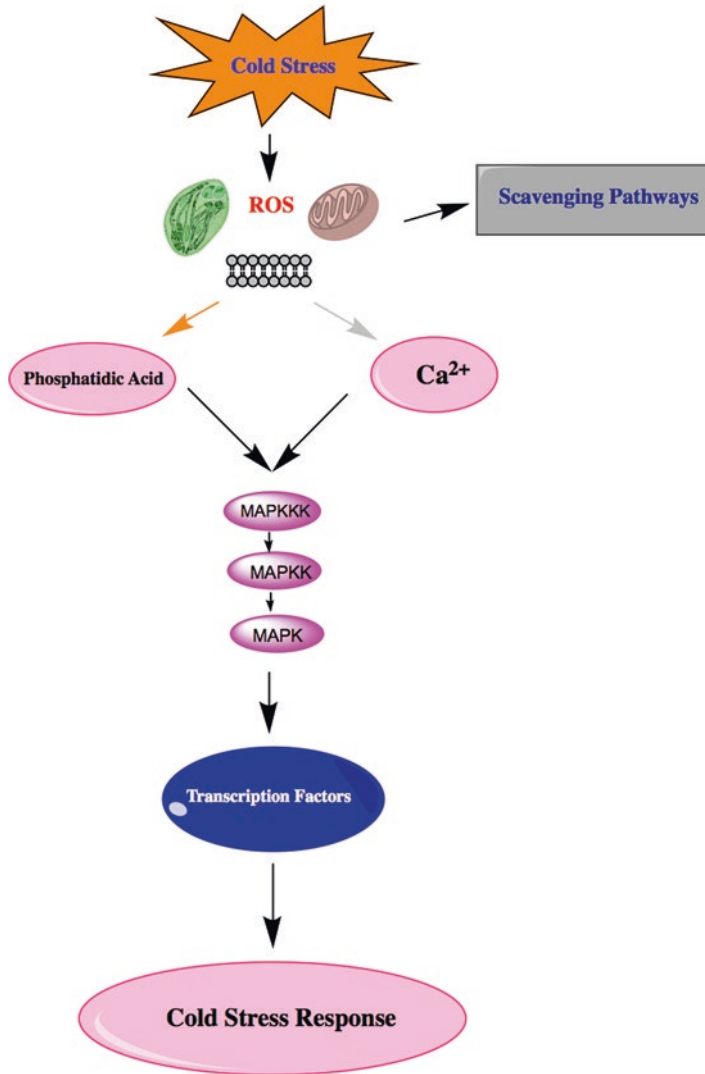 Cold Stress
ROS
Scavenging Pathways
Phosphatidic Acid
Ca²⁺
MAPKKK
MAPKK
MAPK
Transcription Factors
Cold Stress Response